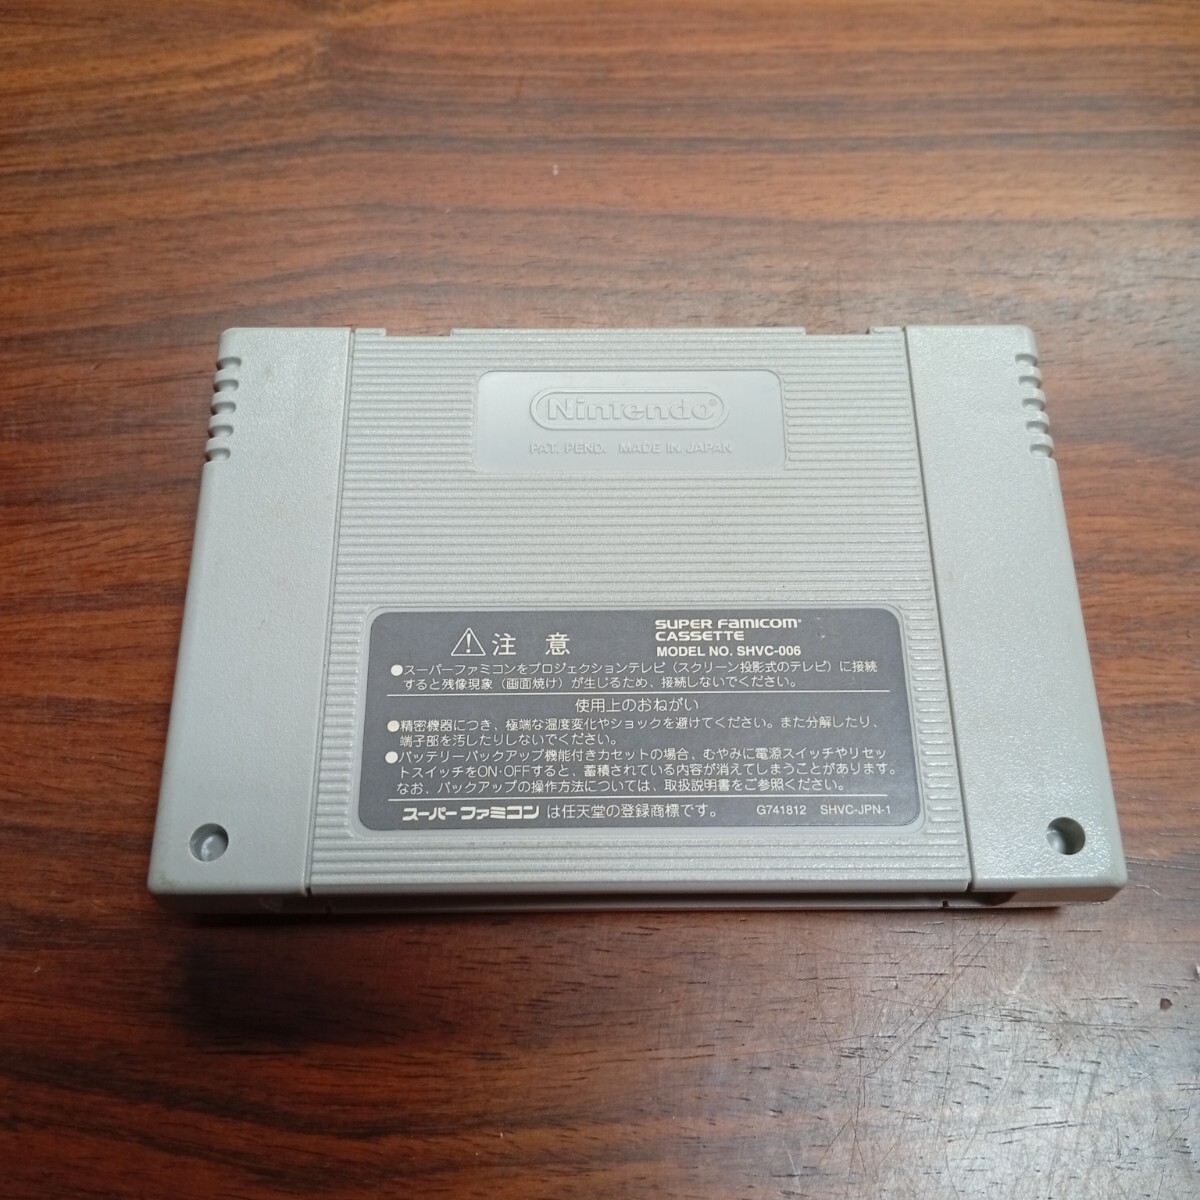 Nintendo®
PAT. PEND. MADE IN JAPAN
⚠注 意
SUPER FAMICOM®
CASSETTE
MODEL NO. SHVC-006
●スーパーファミコンをプロジェクションテレビ（スクリーン投影式のテレビ）に接続
すると残像現象（画面焼け）が生じるため、接続しないでください。
使用上のおねがい
●精密機器につき、極端な温度変化やショックを避けてください。また分解したり、
端子部を汚したりしないでください。
●バッテリーバックアップ機能付きカセットの場合、むやみに電源スイッチやリセッ
トスイッチをON·OFFすると、蓄積されている内容が消えてしまうことがあります。
なお、バックアップの操作方法については、取扱説明書をご参照ください。
スーパーファミコン は任天堂の登録商標です。 G741812 SHVC-JPN-1